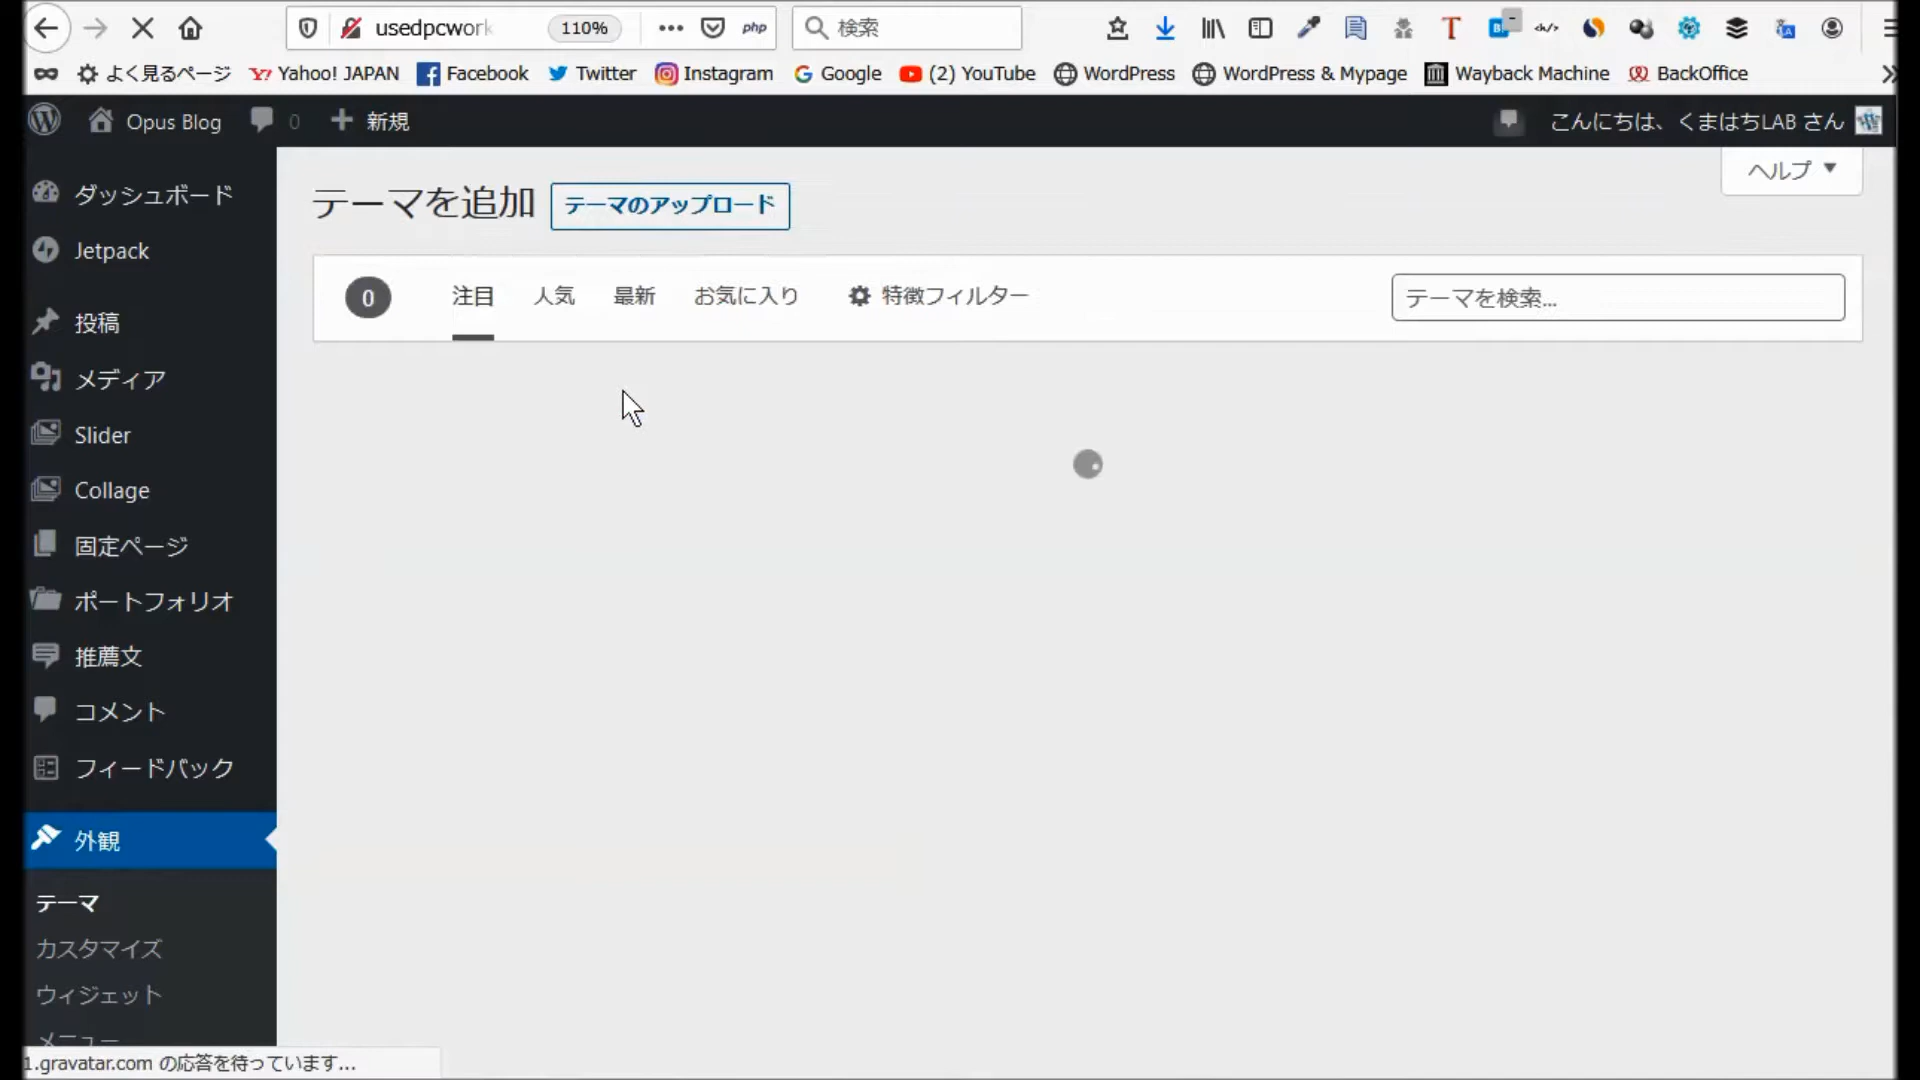 usedpcwork
110%
php
検索
よく見るページ
Yahoo! JAPAN
Facebook
Twitter
Instagram
Google
(2) YouTube
WordPress
WordPress & Mypage
Wayback Machine
BackOffice
Opus Blog
0
新規
こんにちは、くまはちLAB さん
ヘルプ
ダッシュボード
Jetpack
投稿
メディア
Slider
Collage
固定ページ
ポートフォリオ
推薦文
コメント
フィードバック
外観
テーマ
カスタマイズ
ウィジェット
メニュー
テーマを追加
テーマのアップロード
0
注目
人気
最新
お気に入り
特徴フィルター
テーマを検索...
1.gravatar.com の応答を待っています...